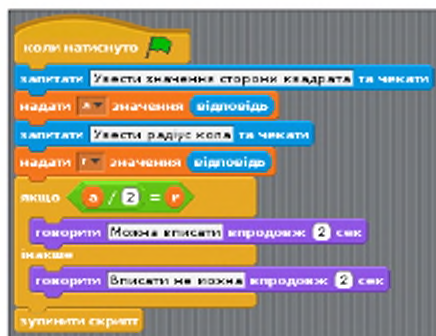 коли натиснуто
запитати Увести значення сторони квадрата та чекати
надати a значення відповідь
запитати Увести радіус кола та чекати
надати r значення відповідь
якщо a / 2 = r
говорити Можна вписати впродовж 2 сек
інакше
говорити Вписати не можна впродовж 2 сек
зупинити скрипт